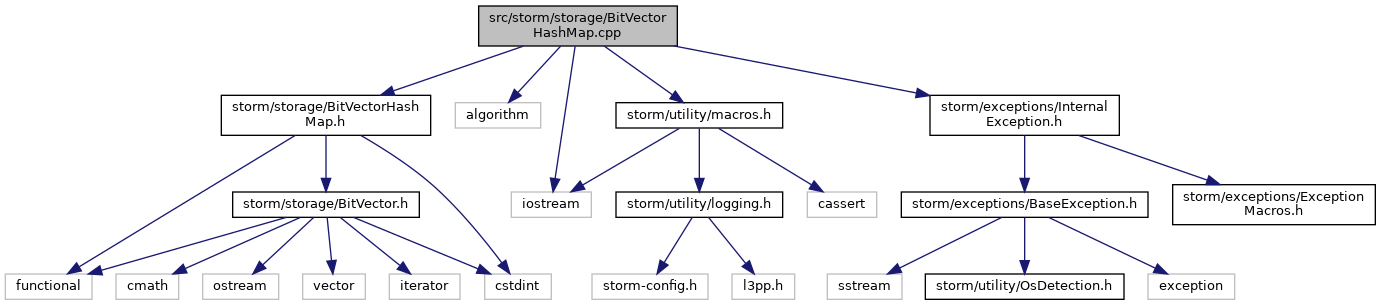 src/storm/storage/BitVector
HashMap.cpp
storm/storage/BitVectorHash
Map.h
algorithm
storm/utility/macros.h
storm/exceptions/Internal
Exception.h
storm/storage/BitVector.h
iostream
storm/utility/logging.h
cassert
storm/exceptions/BaseException.h
storm/exceptions/Exception
Macros.h
functional
cmath
ostream
vector
iterator
cstdint
storm-config.h
l3pp.h
sstream
storm/utility/OsDetection.h
exception